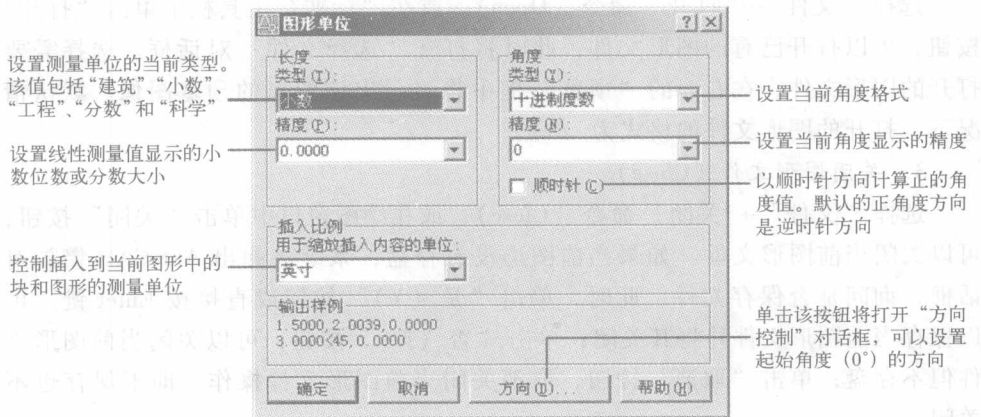 图形单位
长度
类型(T):
小数
精度(P):
0.0000
角度
类型(Y):
十进制度数
精度(N):
0
顺时针(C)
插入比例
用于缩放插入内容的单位:
英寸
输出样例
1.5000,2.0039,0.0000
3.0000<45,0.0000
确定
取消
方向(D)...
帮助(H)
设置测量单位的当前类型。
该值包括“建筑”、“小数”、
“工程”、“分数”和“科学”
设置线性测量值显示的小
数位数或分数大小
控制插入到当前图形中的
块和图形的测量单位
设置当前角度格式
设置当前角度显示的精度
以顺时针方向计算正的角
度值。默认的正角度方向
是逆时针方向
单击该按钮将打开“方向
控制”对话框，可以设置
起始角度（0°）的方向